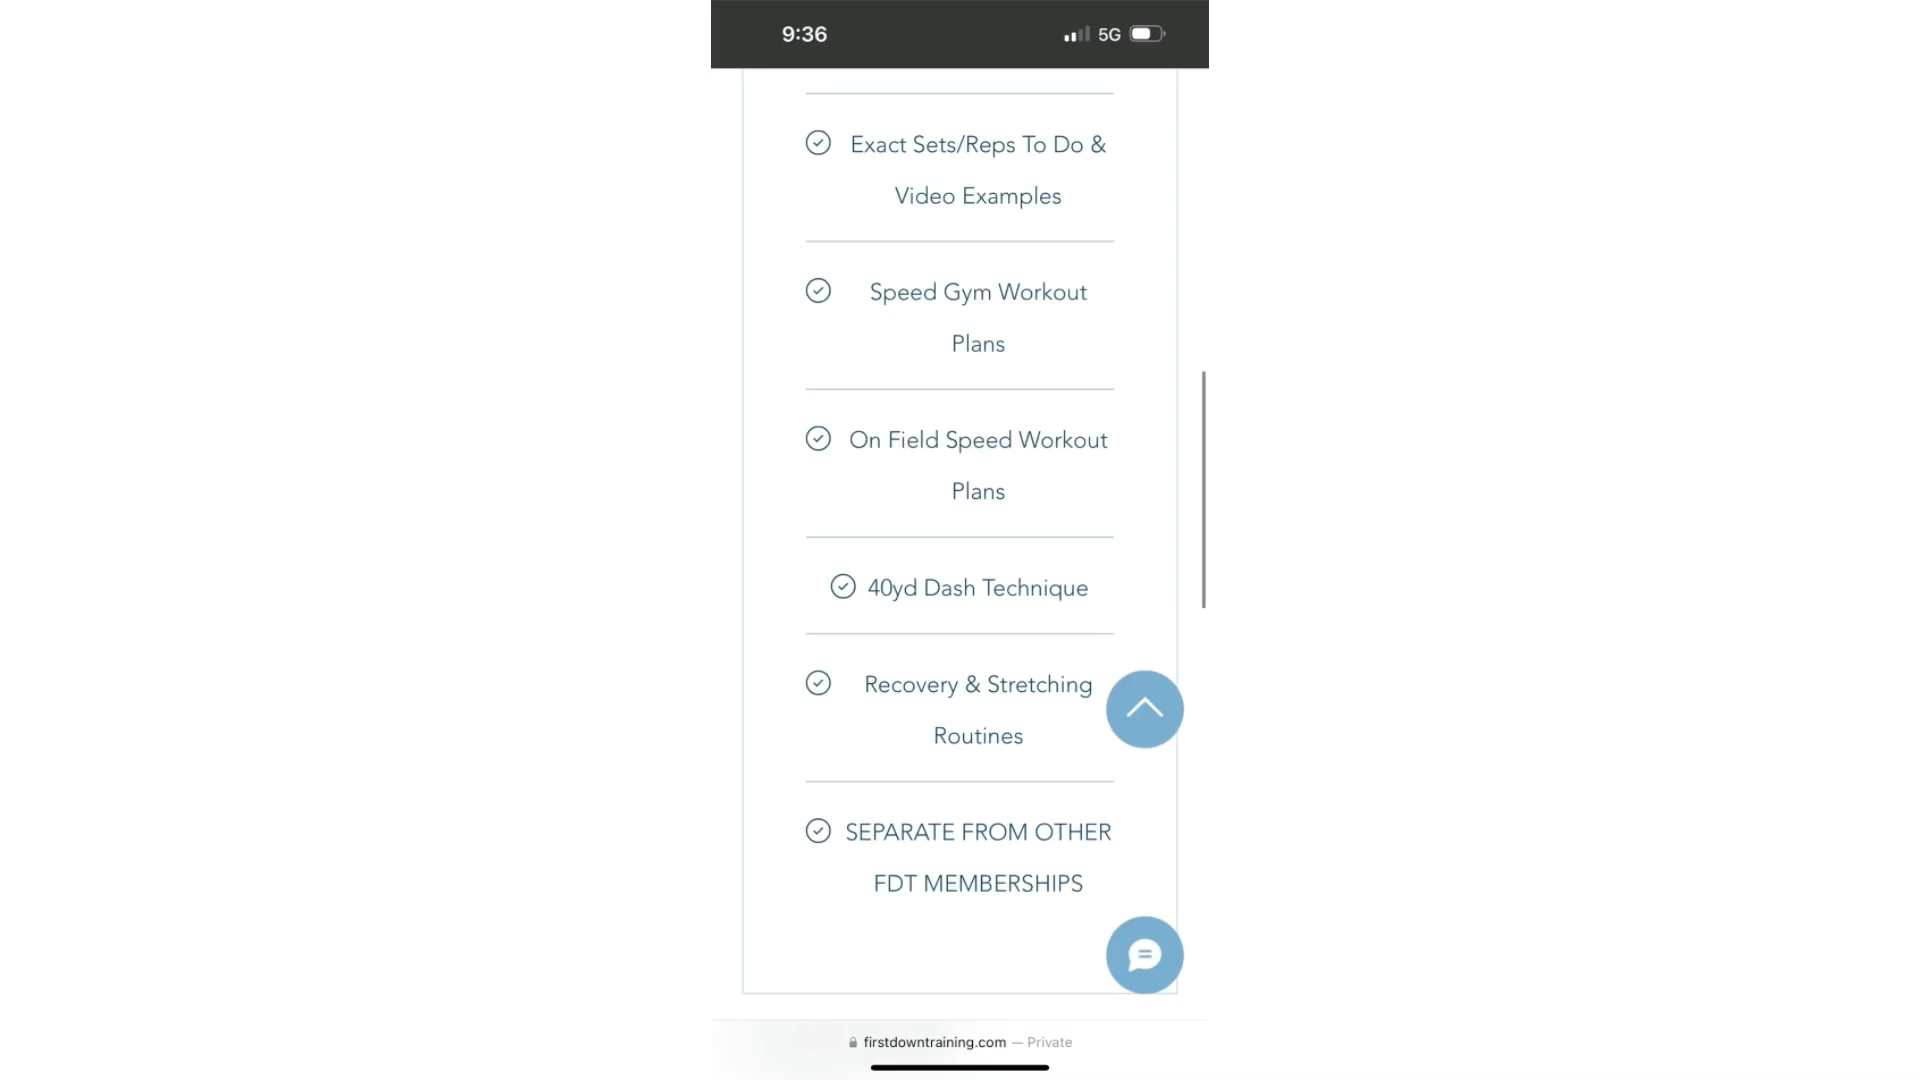 9:36
5G
Exact Sets/Reps To Do &
Video Examples
Speed Gym Workout
Plans
On Field Speed Workout
Plans
40yd Dash Technique
Recovery & Stretching
Routines
SEPARATE FROM OTHER
FDT MEMBERSHIPS
firstdowntraining.com — Private